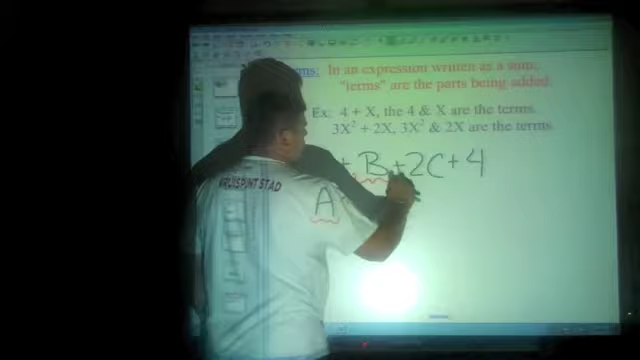 ms: In an expression written as a sum,
"terms" are the parts being added.
Ex: 4 + X, the 4 & X are the terms.
3X² + 2X, 3X² & 2X are the terms.
A + B + 2C + 4